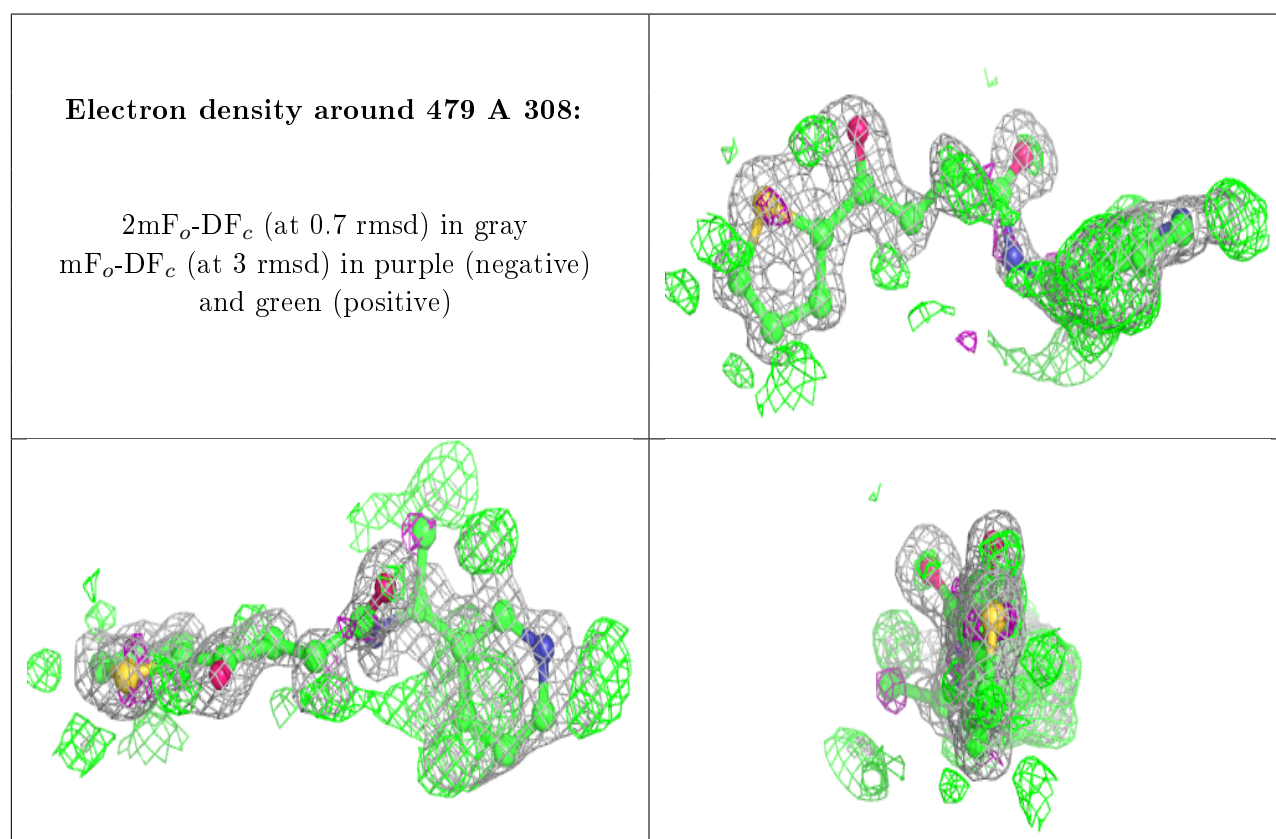 Electron density around 479 A 308:
2mFo-DFc (at 0.7 rmsd) in gray
mFo-DFc (at 3 rmsd) in purple (negative)
and green (positive)